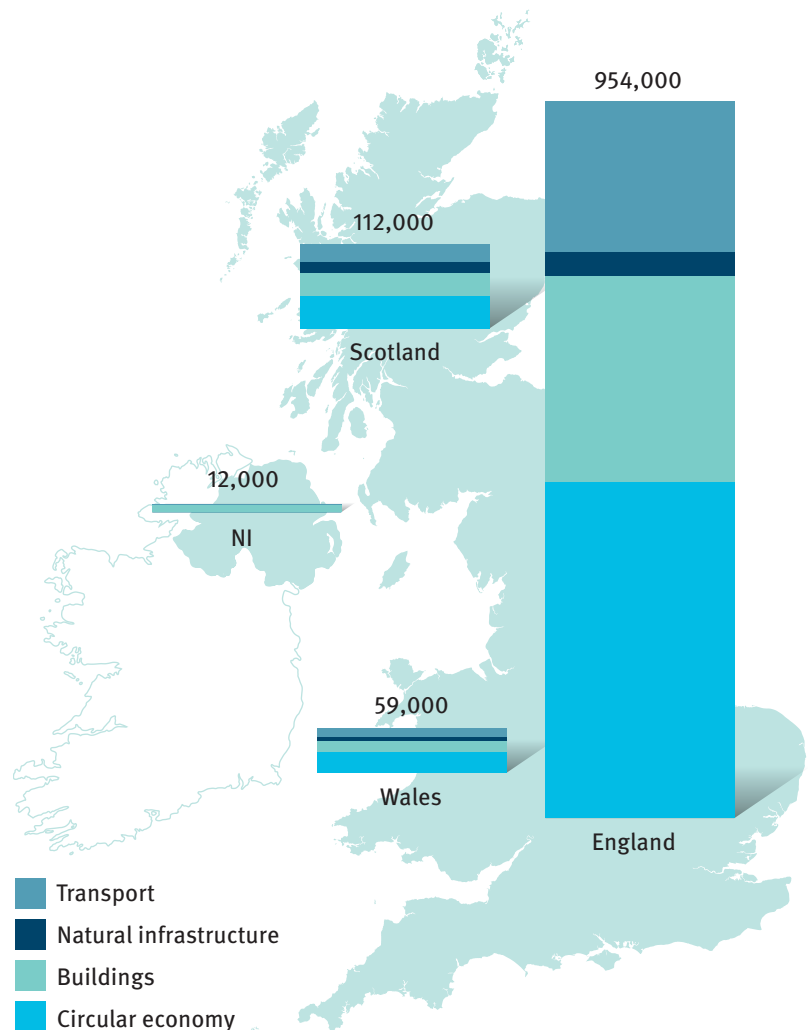 954,000
112,000
Scotland
12,000
NI
59,000
Wales
England
Transport
Natural infrastructure
Buildings
Circular economy